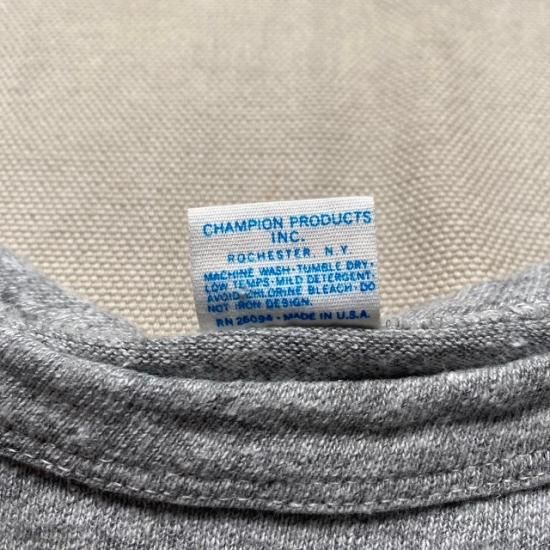 CHAMPION PRODUCTS
INC.
ROCHESTER, N.Y.
MACHINE WASH·TUMBLE DRY·
LOW TEMPS·MILD DETERGENT·
AVOID CHLORINE BLEACH·DO
NOT IRON DESIGN.
RN 26094 · MADE IN U.S.A.